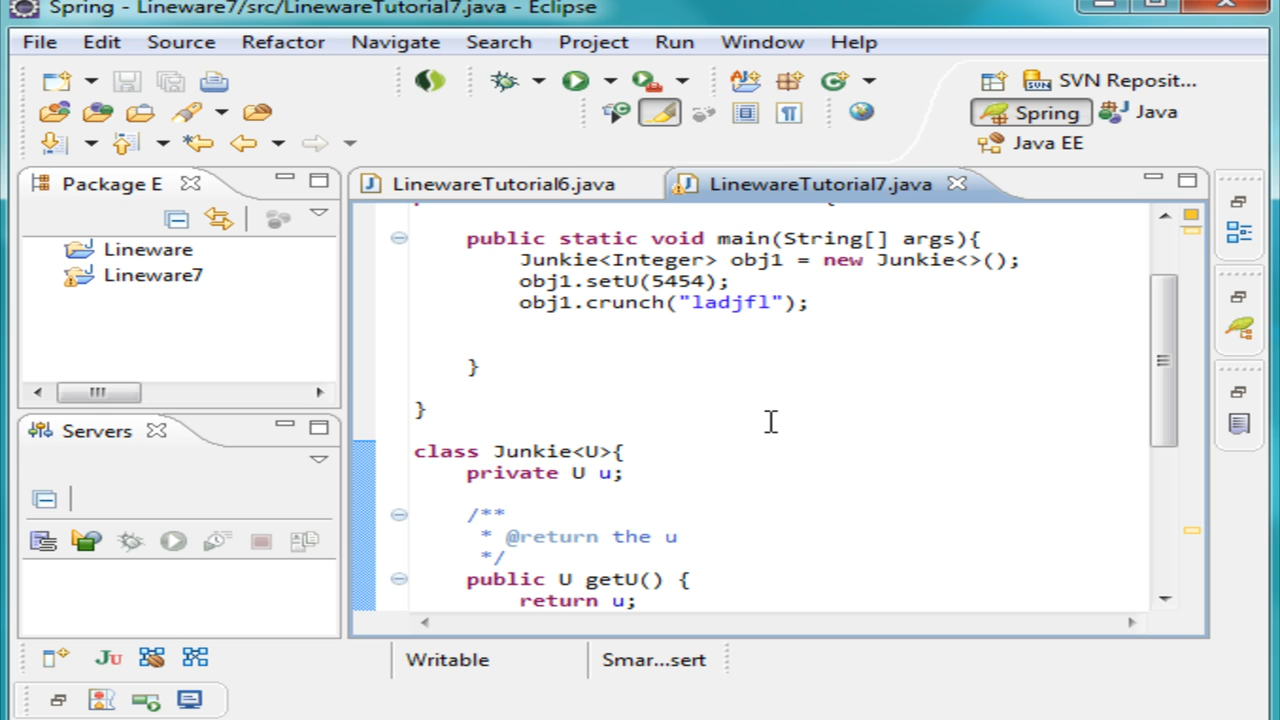 Spring - Lineware7/src/LinewareTutorial7.java - Eclipse
File Edit Source Refactor Navigate Search Project Run Window Help
SVN Reposit...
Spring Java
Java EE
Package E
LinewareTutorial6.java LinewareTutorial7.java
Lineware
Lineware7
public static void main(String[] args){
Junkie<Integer> obj1 = new Junkie<>();
obj1.setU(5454);
obj1.crunch("ladjfl");
}
}
class Junkie<U>{
private U u;
/**
* @return the u
*/
public U getU() {
return u;
Servers
Ju
Writable Smar...sert